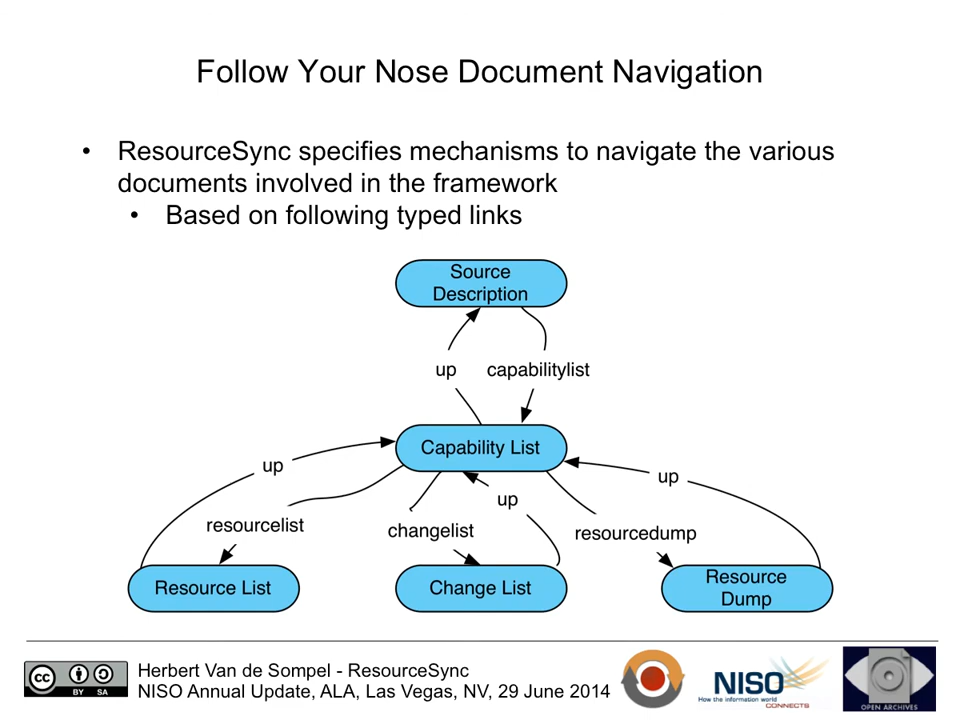 Follow Your Nose Document Navigation
• ResourceSync specifies mechanisms to navigate the various
documents involved in the framework
• Based on following typed links
Source
Description
up
capabilitylist
Capability List
up
up
up
resourcelist
changelist
resourcedump
Resource List
Change List
Resource
Dump
Herbert Van de Sompel - ResourceSync
NISO Annual Update, ALA, Las Vegas, NV, 29 June 2014
cc
BY SA
NISO
How the information world
CONNECTS
OPEN ARCHIVES